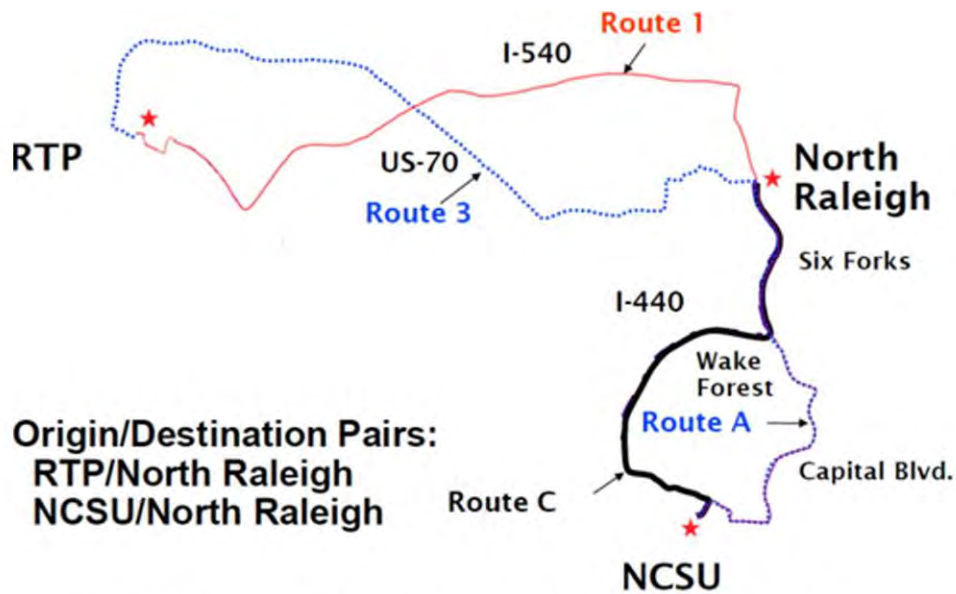 Route 1
I-540
RTP
US-70
Route 3
North
Raleigh
Six Forks
I-440
Wake
Forest
Route A
Capital Blvd.
Origin/Destination Pairs:
RTP/North Raleigh
NCSU/North Raleigh
Route C
NCSU